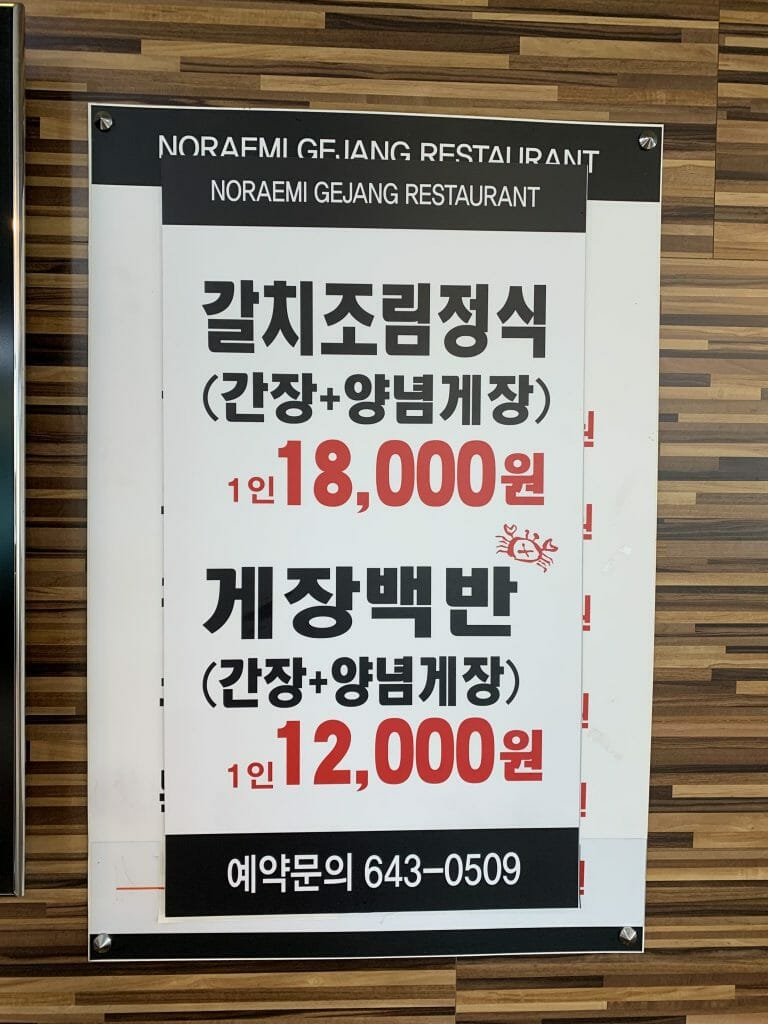 NORAEMI GEJANG RESTAURANT
NORAEMI GEJANG RESTAURANT
갈치조림정식
(간장+양념게장)
1인 18,000원
게장백반
(간장+양념게장)
1인 12,000원
예약문의 643-0509